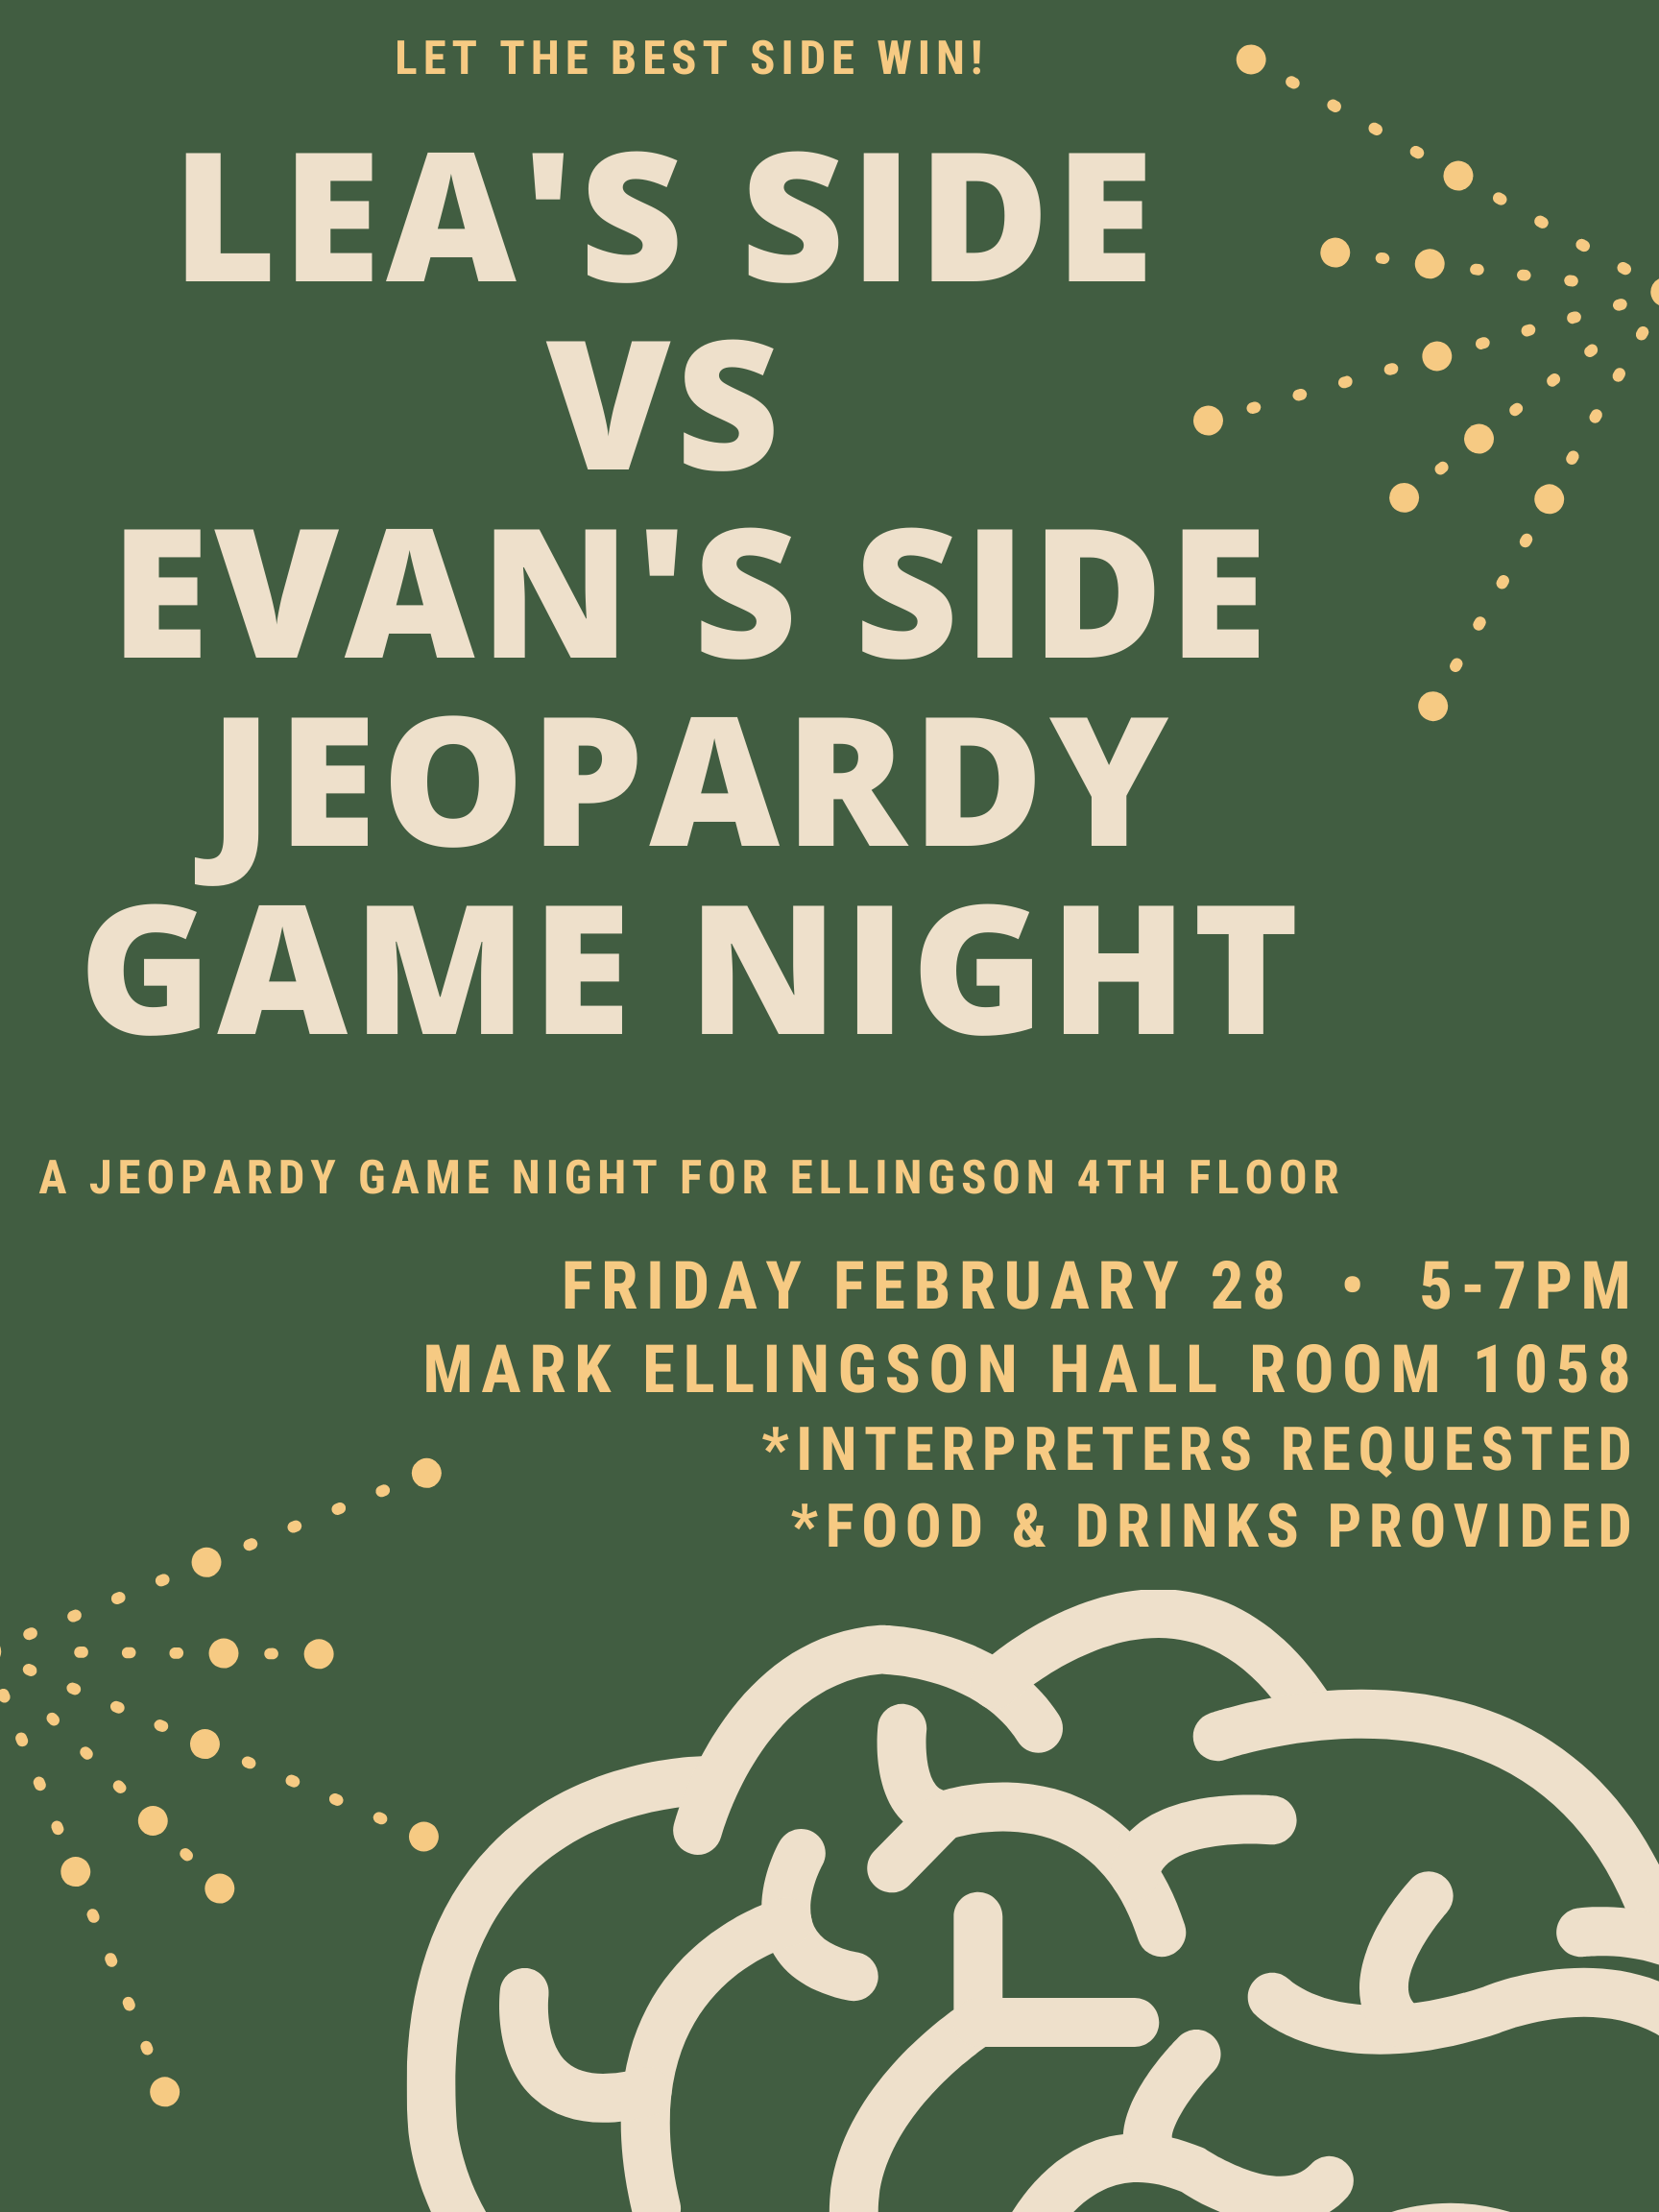 LET THE BEST SIDE WIN!
LEA'S SIDE
VS
EVAN'S SIDE
JEOPARDY
GAME NIGHT
A JEOPARDY GAME NIGHT FOR ELLINGSON 4TH FLOOR
FRIDAY FEBRUARY 28 • 5-7PM
MARK ELLINGSON HALL ROOM 1058
*INTERPRETERS REQUESTED
*FOOD & DRINKS PROVIDED